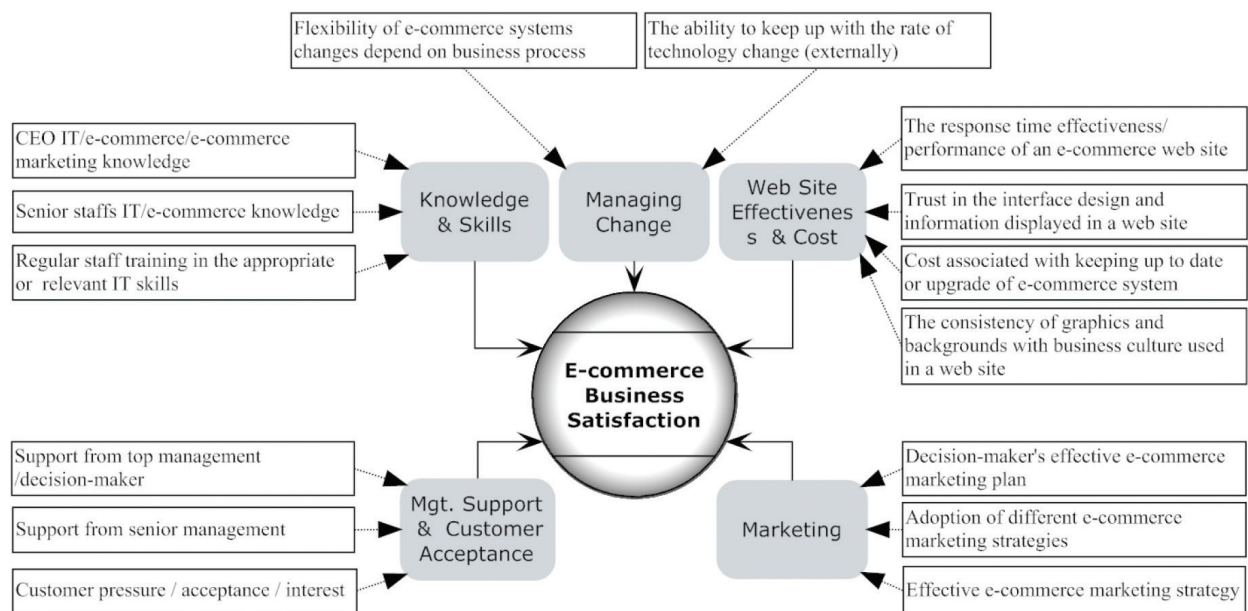 Flexibility of e-commerce systems
changes depend on business process
The ability to keep up with the rate of
technology change (externally)
CEO IT/e-commerce/e-commerce
marketing knowledge
Senior staffs IT/e-commerce knowledge
Regular staff training in the appropriate
or relevant IT skills
Knowledge
& Skills
Managing
Change
Web Site
Effectivenes
s & Cost
The response time effectiveness/
performance of an e-commerce web site
Trust in the interface design and
information displayed in a web site
Cost associated with keeping up to date
or upgrade of e-commerce system
The consistency of graphics and
backgrounds with business culture used
in a web site
E-commerce
Business
Satisfaction
Support from top management
/decision-maker
Support from senior management
Customer pressure / acceptance / interest
Mgt. Support
& Customer
Acceptance
Marketing
Decision-maker's effective e-commerce
marketing plan
Adoption of different e-commerce
marketing strategies
Effective e-commerce marketing strategy